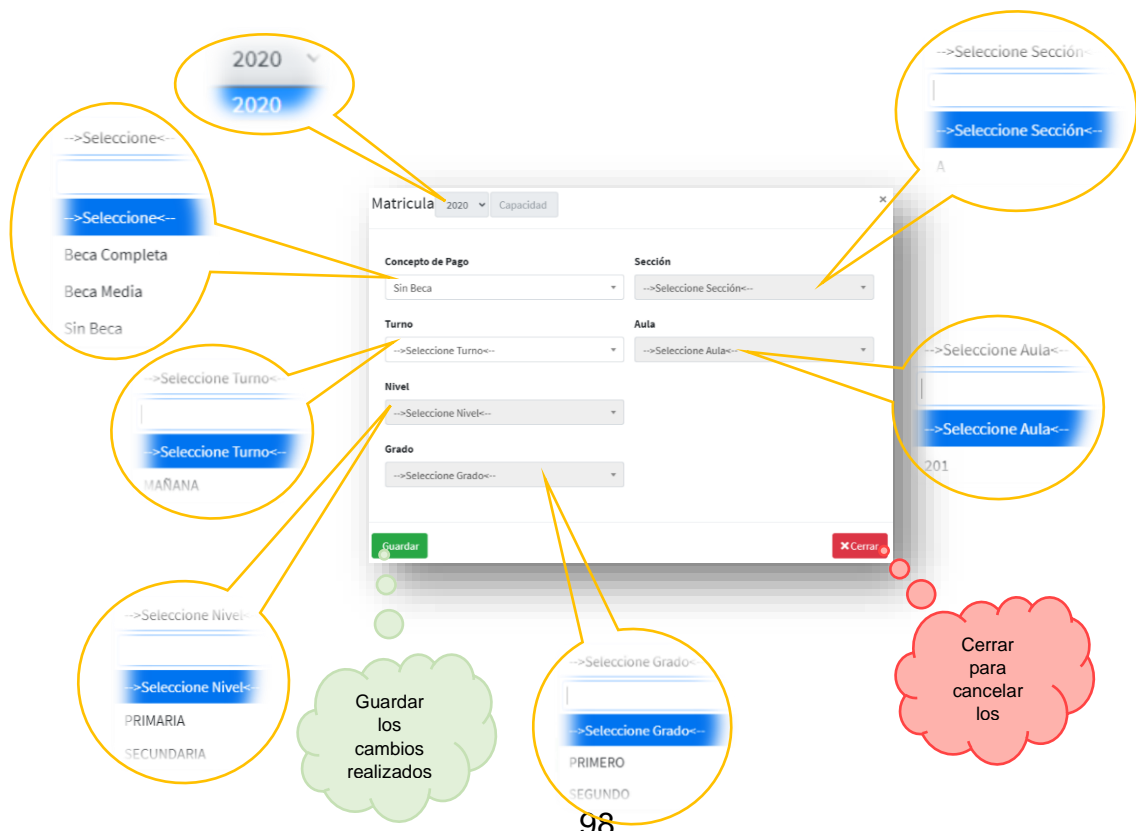 2020
2020
-->Seleccione Sección<--
-->Seleccione Sección<--
A
-->Seleccione<--
-->Seleccione<--
Beca Completa
Beca Media
Sin Beca
Matricula 2020 Capacidad ×
Concepto de Pago
Sin Beca
Sección
-->Seleccione Sección<--
Turno
-->Seleccione Turno<--
Aula
-->Seleccione Aula<--
Nivel
-->Seleccione Nivel<--
Grado
-->Seleccione Grado<--
Guardar
×Cerrar
-->Seleccione Turno<--
-->Seleccione Turno<--
MAÑANA
-->Seleccione Aula<--
-->Seleccione Aula<--
201
-->Seleccione Nivel<--
-->Seleccione Nivel<--
PRIMARIA
SECUNDARIA
Guardar
los
cambios
realizados
-->Seleccione Grado<--
-->Seleccione Grado<--
PRIMERO
SEGUNDO
Cerrar
para
cancelar
los
98